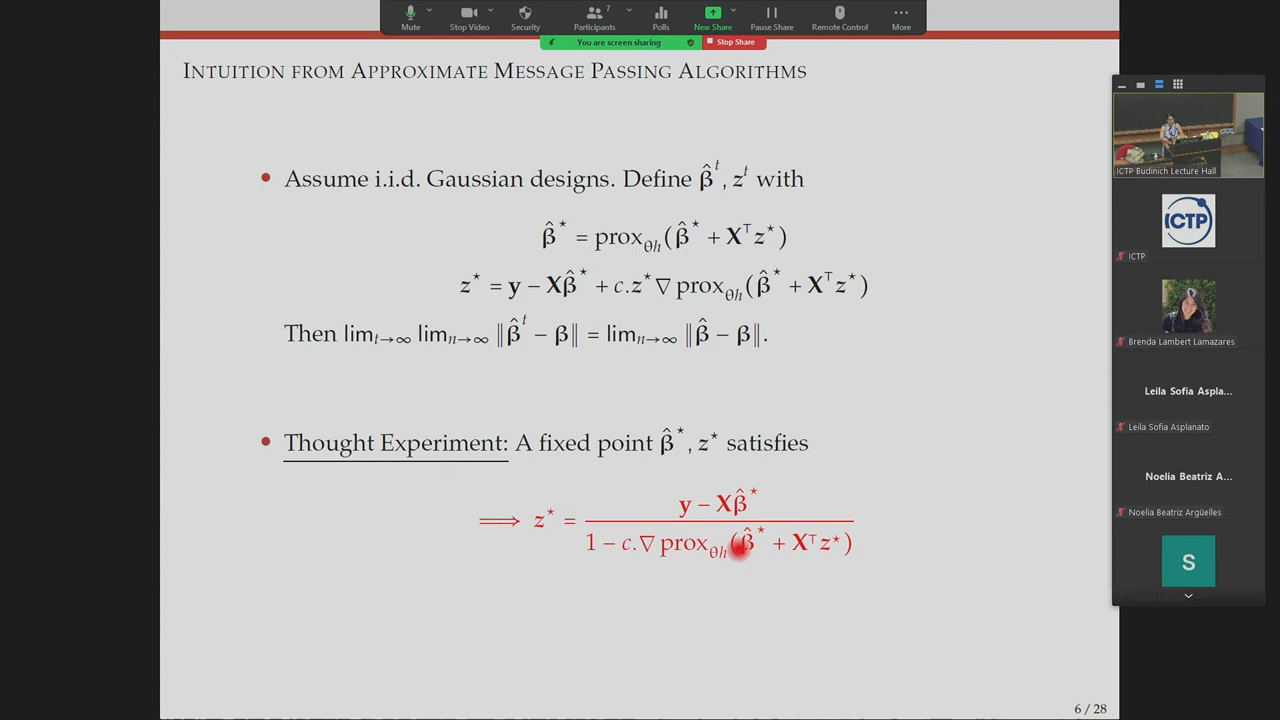 Mute
Stop Video
Security
7
Participants
Polls
New Share
Pause Share
Remote Control
More
You are screen sharing
Stop Share
INTUITION FROM APPROXIMATE MESSAGE PASSING ALGORITHMS
• Assume i.i.d. Gaussian designs. Define β̂^t, z^t with
β̂^⋆ = prox_θh(β̂^⋆ + X^⊤z^⋆)
z^⋆ = y − Xβ̂^⋆ + c.z^⋆ ∇ prox_θh(β̂^⋆ + X^⊤z^⋆)
Then lim_{t→∞} lim_{n→∞} ‖β̂^t − β‖ = lim_{n→∞} ‖β̂ − β‖.
• Thought Experiment: A fixed point β̂^⋆, z^⋆ satisfies
⟹ z^⋆ =
y − Xβ̂^⋆
1 − c.∇ prox_θh(β̂^⋆ + X^⊤z^⋆)
6 / 28
ICTP Budinich Lecture Hall
ICTP
ICTP
Brenda Lambert Lamazares
Leila Sofia Aspla...
Leila Sofia Asplanato
Noelia Beatriz A...
Noelia Beatriz Argüelles
S